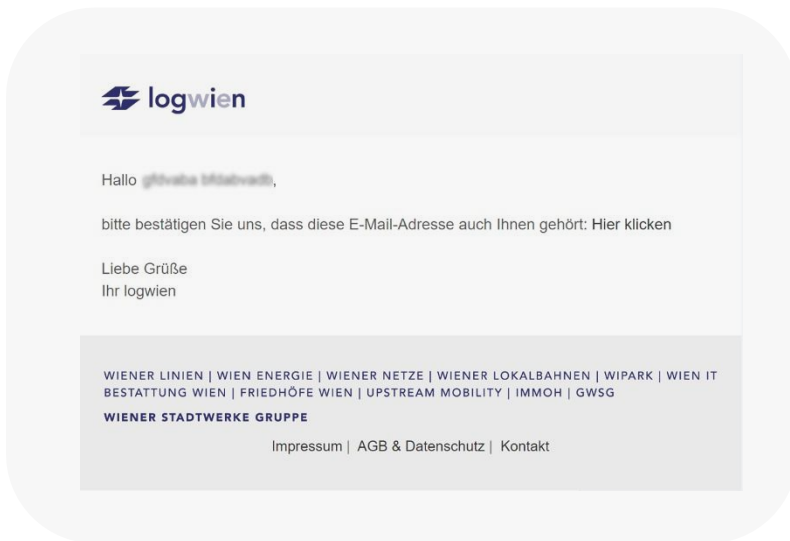 logwien
Hallo ,
bitte bestätigen Sie uns, dass diese E-Mail-Adresse auch Ihnen gehört: Hier klicken
Liebe Grüße
Ihr logwien
WIENER LINIEN | WIEN ENERGIE | WIENER NETZE | WIENER LOKALBAHNEN | WIPARK | WIEN IT
BESTATTUNG WIEN | FRIEDHÖFE WIEN | UPSTREAM MOBILITY | IMMOH | GWSG
WIENER STADTWERKE GRUPPE
Impressum | AGB & Datenschutz | Kontakt